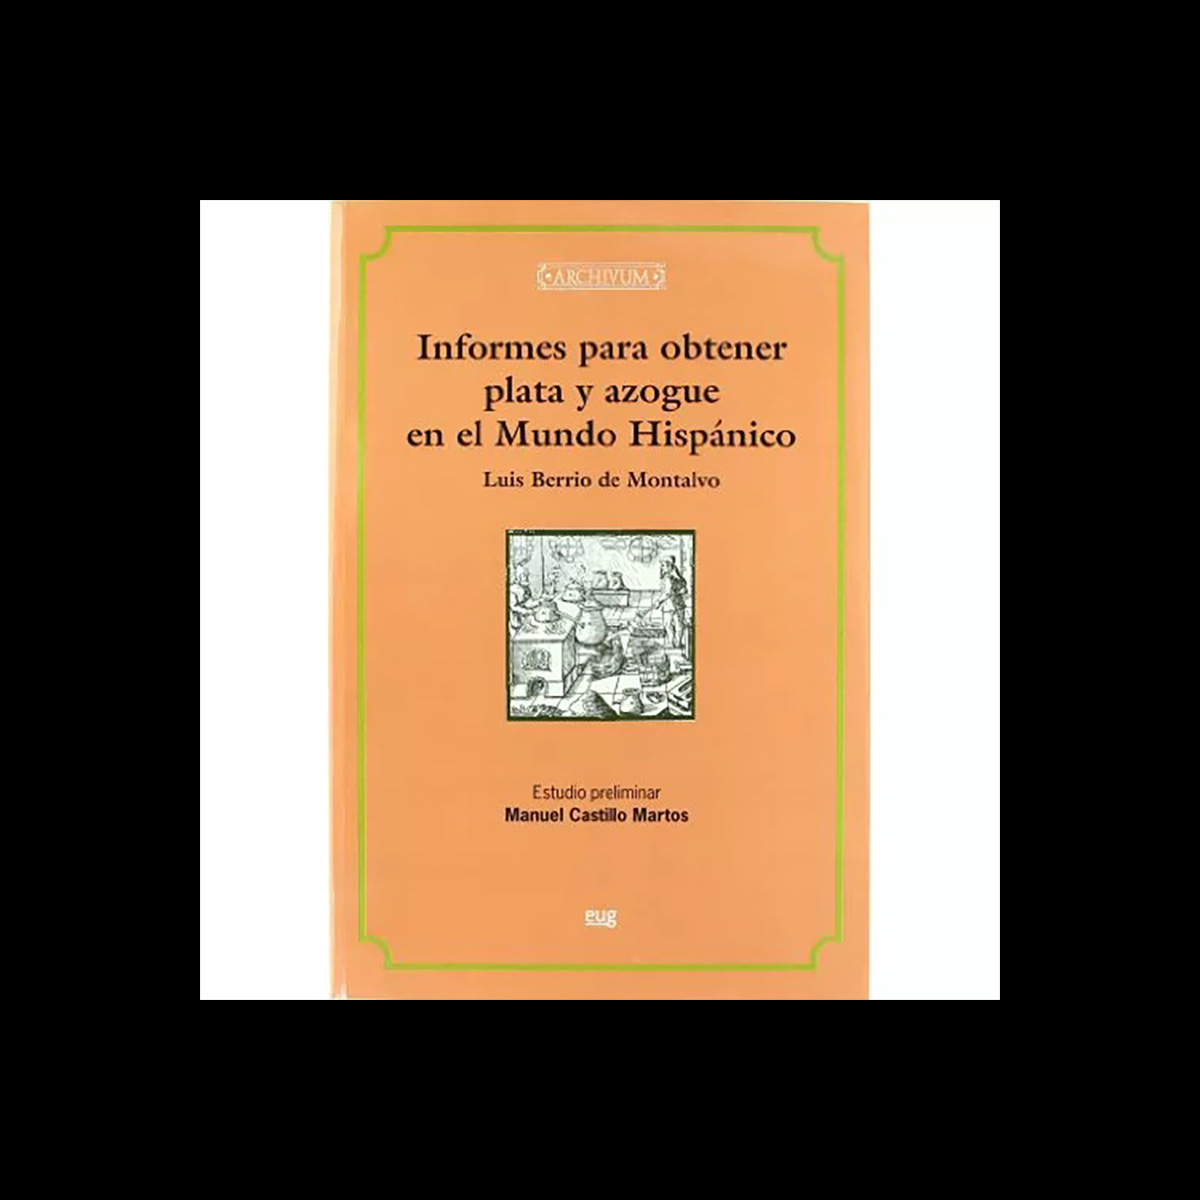 ARCHIVUM
Informes para obtener
plata y azogue
en el Mundo Hispánico
Luis Berrio de Montalvo
Estudio preliminar
Manuel Castillo Martos
eug